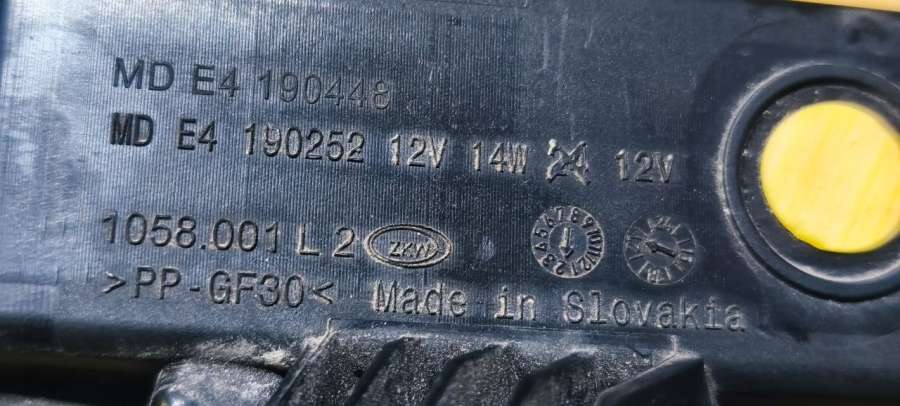 MD E4 190448
MD E4 190252 12V 14W 12V
1058.001 L 2 ZKW
>PP-GF30< Made in Slovakia